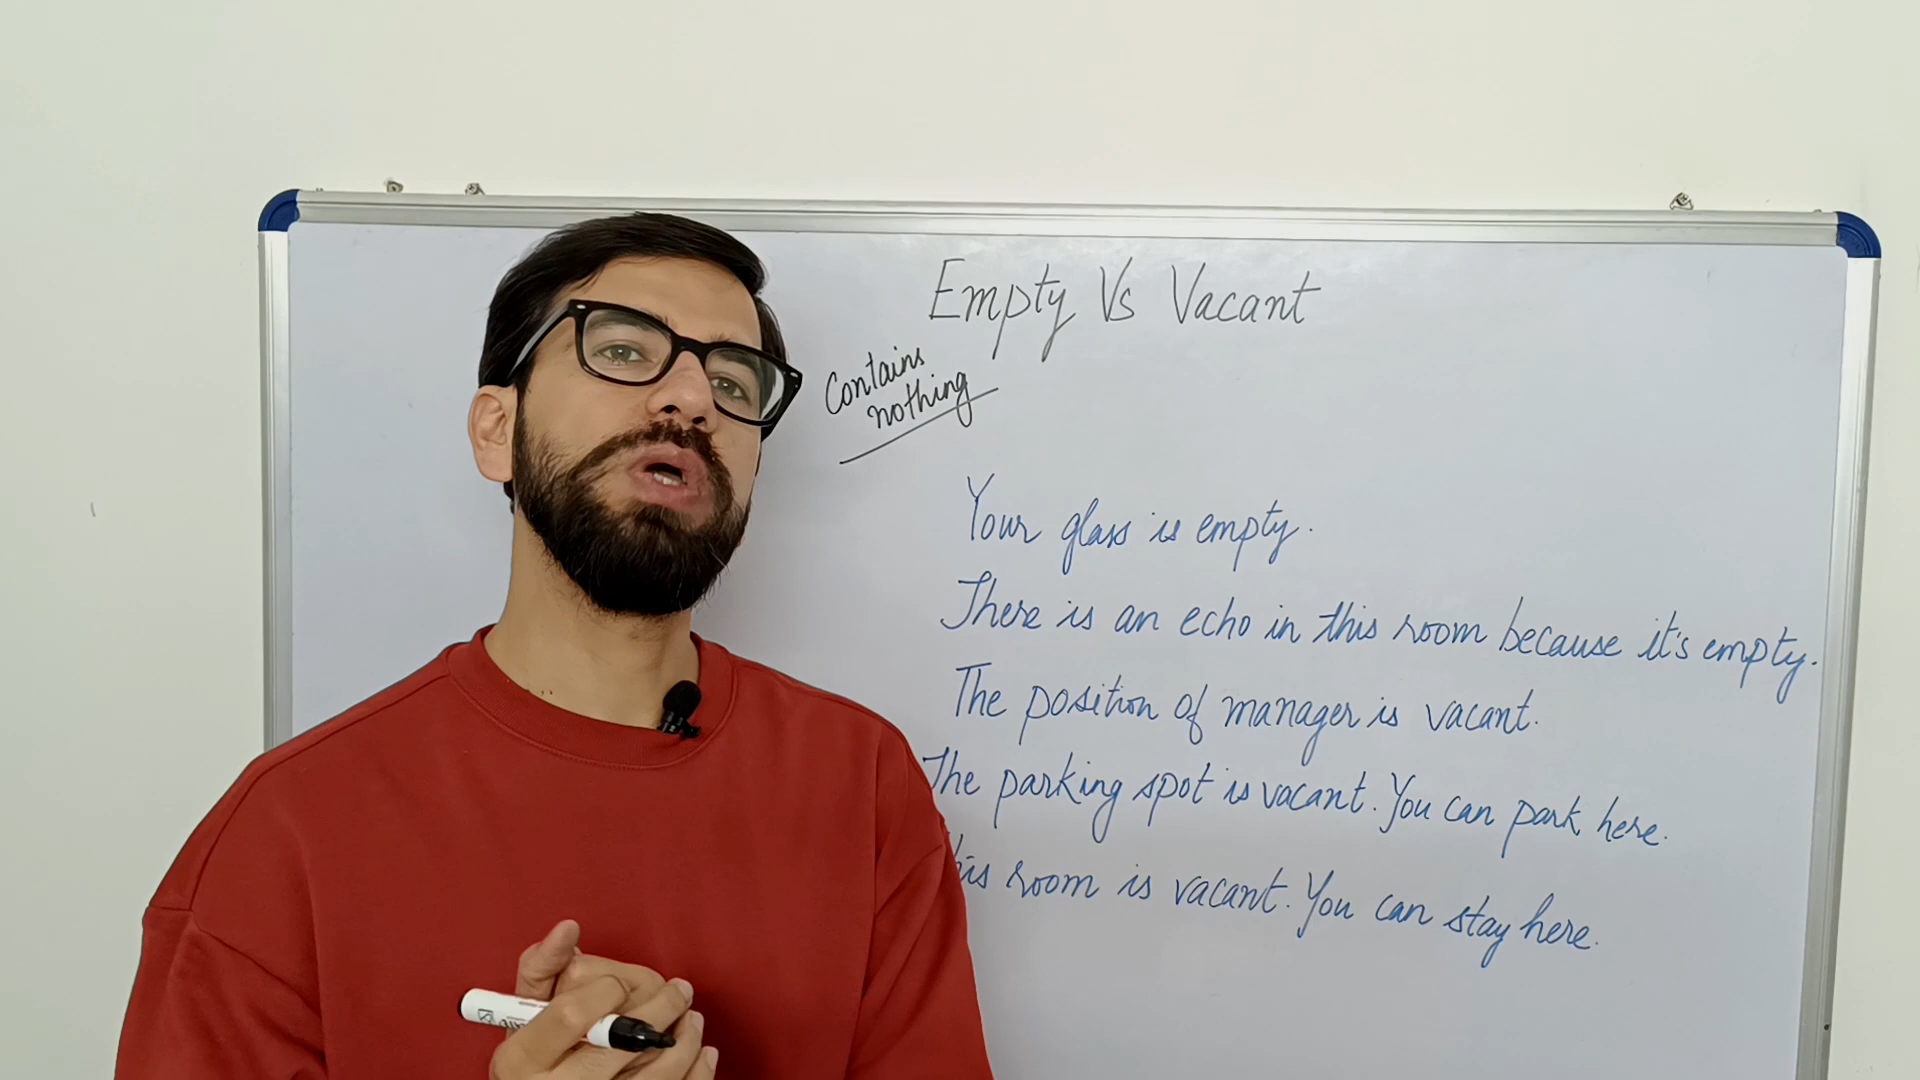 Empty Vs Vacant
Contains
nothing
Your glass is empty.
There is an echo in this room because it's empty.
The position of manager is vacant.
The parking spot is vacant. You can park here.
is room is vacant. You can stay here.